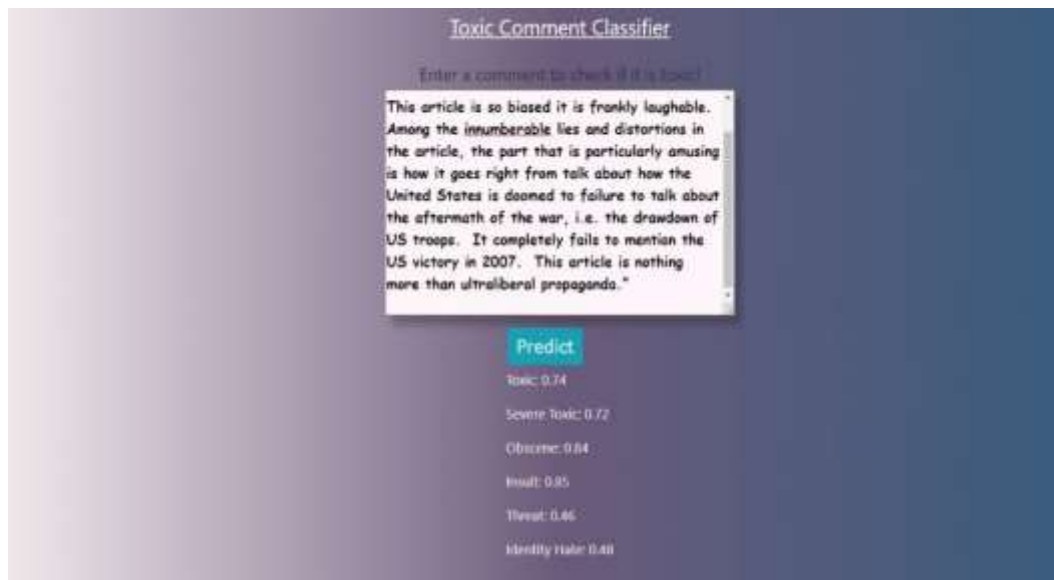 Toxic Comment Classifier
Enter a comment to check if it is toxic!
This article is so biased it is frankly laughable.
Among the innumberable lies and distortions in
the article, the part that is particularly amusing
is how it goes right from talk about how the
United States is doomed to failure to talk about
the aftermath of the war, i.e. the drawdown of
US troops.  It completely fails to mention the
US victory in 2007.  This article is nothing
more than ultraliberal propaganda."
Predict
Toxic: 0.74
Severe Toxic: 0.72
Obscene: 0.84
Insult: 0.85
Threat: 0.46
Identity Hate: 0.48